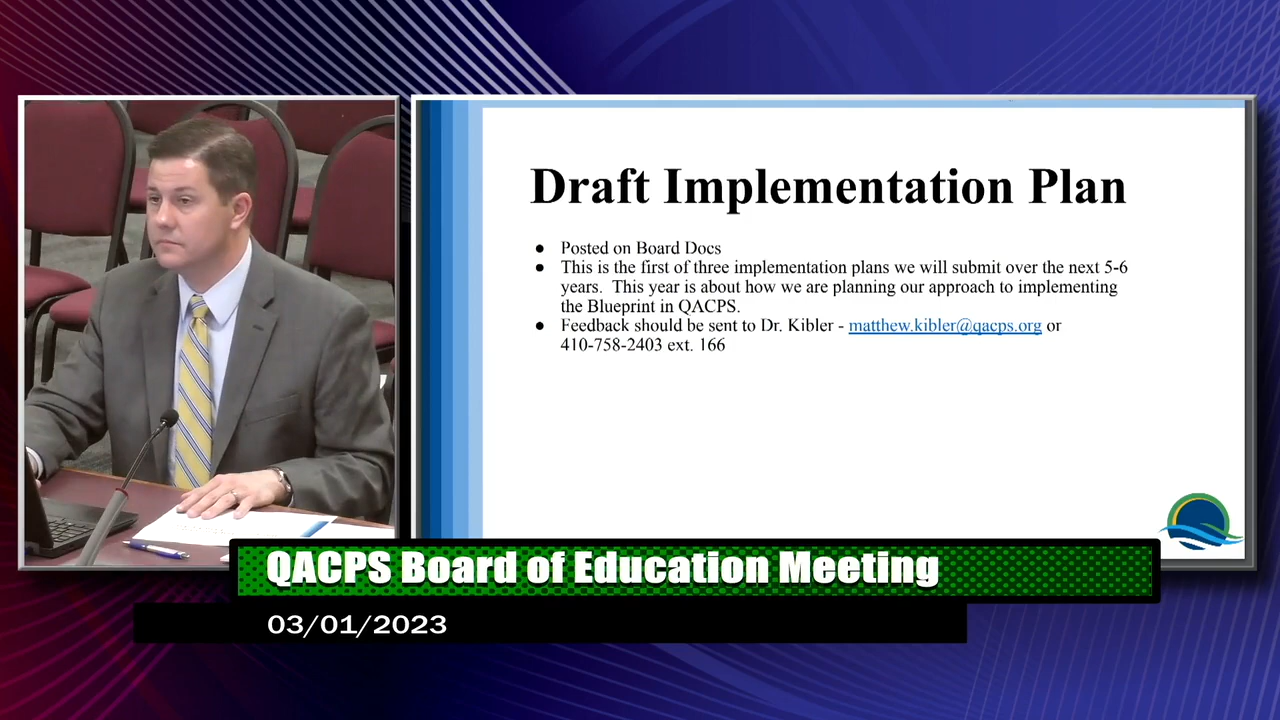 Draft Implementation Plan
● Posted on Board Docs
● This is the first of three implementation plans we will submit over the next 5-6
years. This year is about how we are planning our approach to implementing
the Blueprint in QACPS.
● Feedback should be sent to Dr. Kibler - matthew.kibler@qacps.org or
410-758-2403 ext. 166
QACPS Board of Education Meeting
03/01/2023